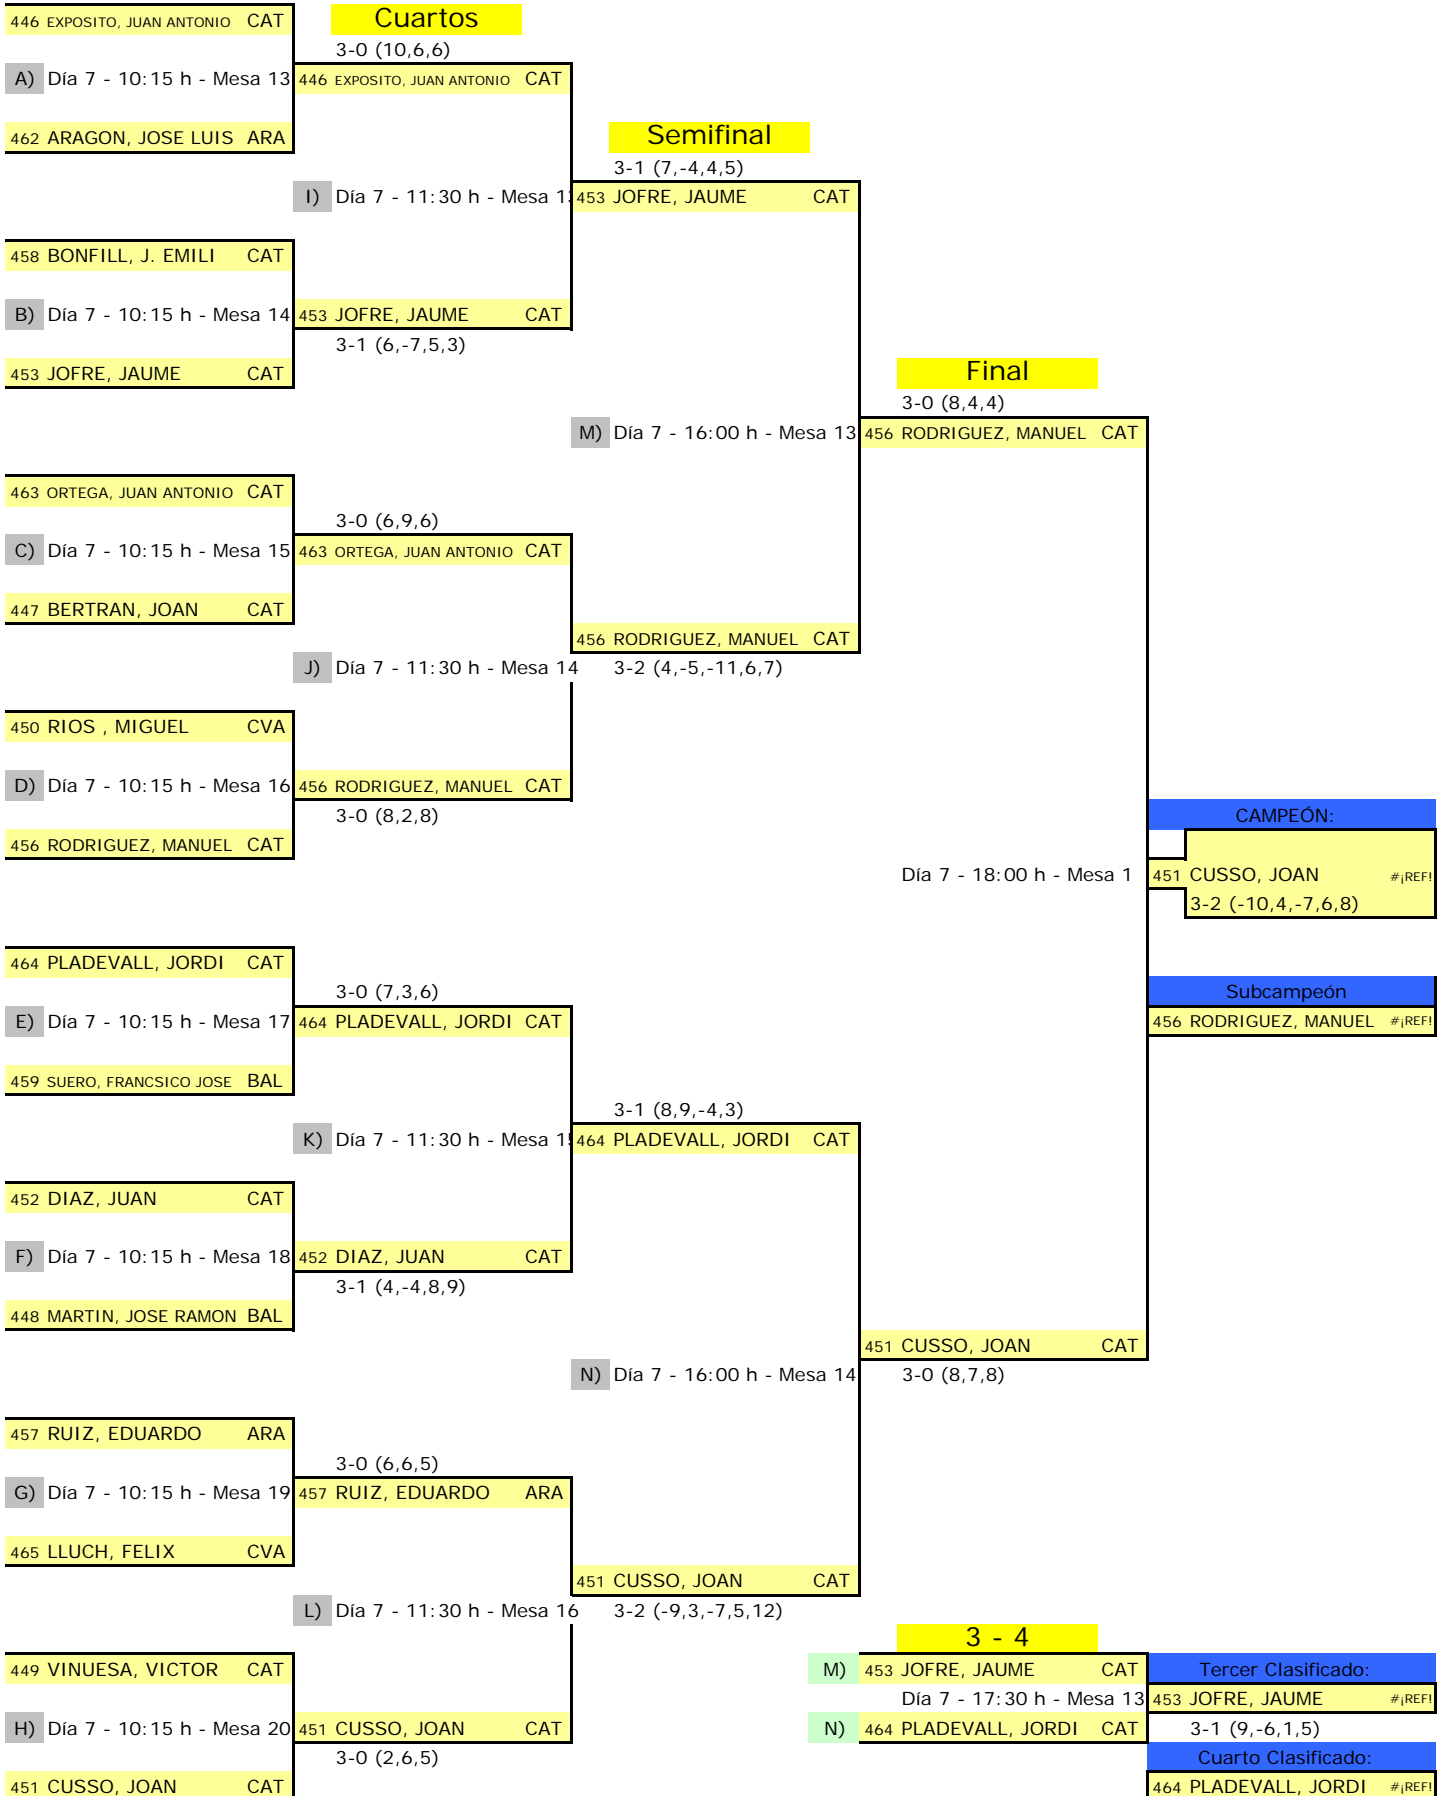 446 EXPOSITO, JUAN ANTONIO CAT
Cuartos
3-0 (10,6,6)
A) Día 7 - 10:15 h - Mesa 13
446 EXPOSITO, JUAN ANTONIO CAT
462 ARAGON, JOSE LUIS ARA
Semifinal
3-1 (7,-4,4,5)
I) Día 7 - 11:30 h - Mesa 13
453 JOFRE, JAUME CAT
458 BONFILL, J. EMILI CAT
B) Día 7 - 10:15 h - Mesa 14
453 JOFRE, JAUME CAT
3-1 (6,-7,5,3)
453 JOFRE, JAUME CAT
Final
3-0 (8,4,4)
M) Día 7 - 16:00 h - Mesa 13
456 RODRIGUEZ, MANUEL CAT
463 ORTEGA, JUAN ANTONIO CAT
3-0 (6,9,6)
C) Día 7 - 10:15 h - Mesa 15
463 ORTEGA, JUAN ANTONIO CAT
447 BERTRAN, JOAN CAT
456 RODRIGUEZ, MANUEL CAT
J) Día 7 - 11:30 h - Mesa 14
3-2 (4,-5,-11,6,7)
450 RIOS , MIGUEL CVA
D) Día 7 - 10:15 h - Mesa 16
456 RODRIGUEZ, MANUEL CAT
3-0 (8,2,8)
CAMPEÓN:
456 RODRIGUEZ, MANUEL CAT
Día 7 - 18:00 h - Mesa 1
451 CUSSO, JOAN #¡REF!
3-2 (-10,4,-7,6,8)
464 PLADEVALL, JORDI CAT
3-0 (7,3,6)
Subcampeón
E) Día 7 - 10:15 h - Mesa 17
464 PLADEVALL, JORDI CAT
456 RODRIGUEZ, MANUEL #¡REF!
459 SUERO, FRANCSICO JOSE BAL
3-1 (8,9,-4,3)
K) Día 7 - 11:30 h - Mesa 15
464 PLADEVALL, JORDI CAT
452 DIAZ, JUAN CAT
F) Día 7 - 10:15 h - Mesa 18
452 DIAZ, JUAN CAT
3-1 (4,-4,8,9)
448 MARTIN, JOSE RAMON BAL
451 CUSSO, JOAN CAT
N) Día 7 - 16:00 h - Mesa 14
3-0 (8,7,8)
457 RUIZ, EDUARDO ARA
3-0 (6,6,5)
G) Día 7 - 10:15 h - Mesa 19
457 RUIZ, EDUARDO ARA
465 LLUCH, FELIX CVA
451 CUSSO, JOAN CAT
L) Día 7 - 11:30 h - Mesa 16
3-2 (-9,3,-7,5,12)
3 - 4
449 VINUESA, VICTOR CAT
M) 453 JOFRE, JAUME CAT
Tercer Clasificado:
Día 7 - 17:30 h - Mesa 13
453 JOFRE, JAUME #¡REF!
H) Día 7 - 10:15 h - Mesa 20
451 CUSSO, JOAN CAT
N) 464 PLADEVALL, JORDI CAT
3-1 (9,-6,1,5)
3-0 (2,6,5)
Cuarto Clasificado:
451 CUSSO, JOAN CAT
464 PLADEVALL, JORDI #¡REF!